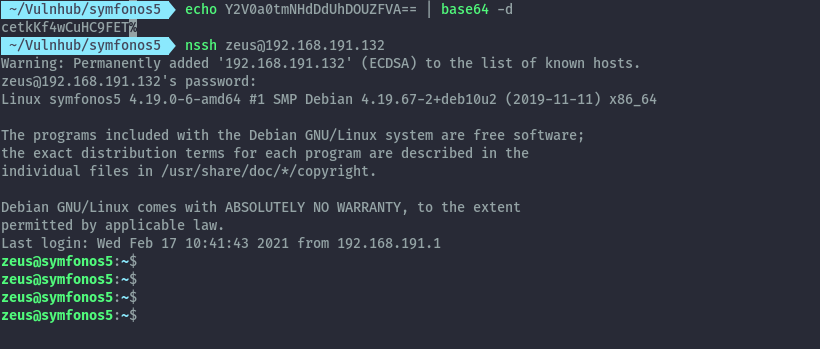 ~/Vulnhub/symfonos5 echo Y2V0a0tmNHdDdUhDOUZFVA== | base64 -d
cetkKf4wCuHC9FET%
~/Vulnhub/symfonos5 nssh zeus@192.168.191.132
Warning: Permanently added '192.168.191.132' (ECDSA) to the list of known hosts.
zeus@192.168.191.132's password:
Linux symfonos5 4.19.0-6-amd64 #1 SMP Debian 4.19.67-2+deb10u2 (2019-11-11) x86_64
The programs included with the Debian GNU/Linux system are free software;
the exact distribution terms for each program are described in the
individual files in /usr/share/doc/*/copyright.
Debian GNU/Linux comes with ABSOLUTELY NO WARRANTY, to the extent
permitted by applicable law.
Last login: Wed Feb 17 10:41:43 2021 from 192.168.191.1
zeus@symfonos5:~$
zeus@symfonos5:~$
zeus@symfonos5:~$
zeus@symfonos5:~$